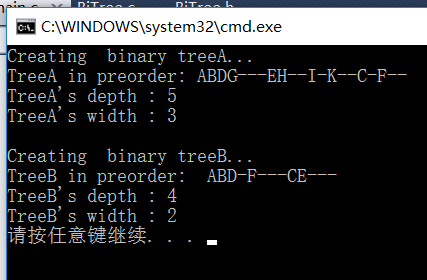 C:\WINDOWS\system32\cmd.exe
Creating  binary treeA...
TreeA in preorder: ABDG---EH--I-K--C-F--
TreeA's depth : 5
TreeA's width : 3
Creating  binary treeB...
TreeB in preorder:  ABD-F---CE---
TreeB's depth : 4
TreeB's width : 2
请按任意键继续. . .